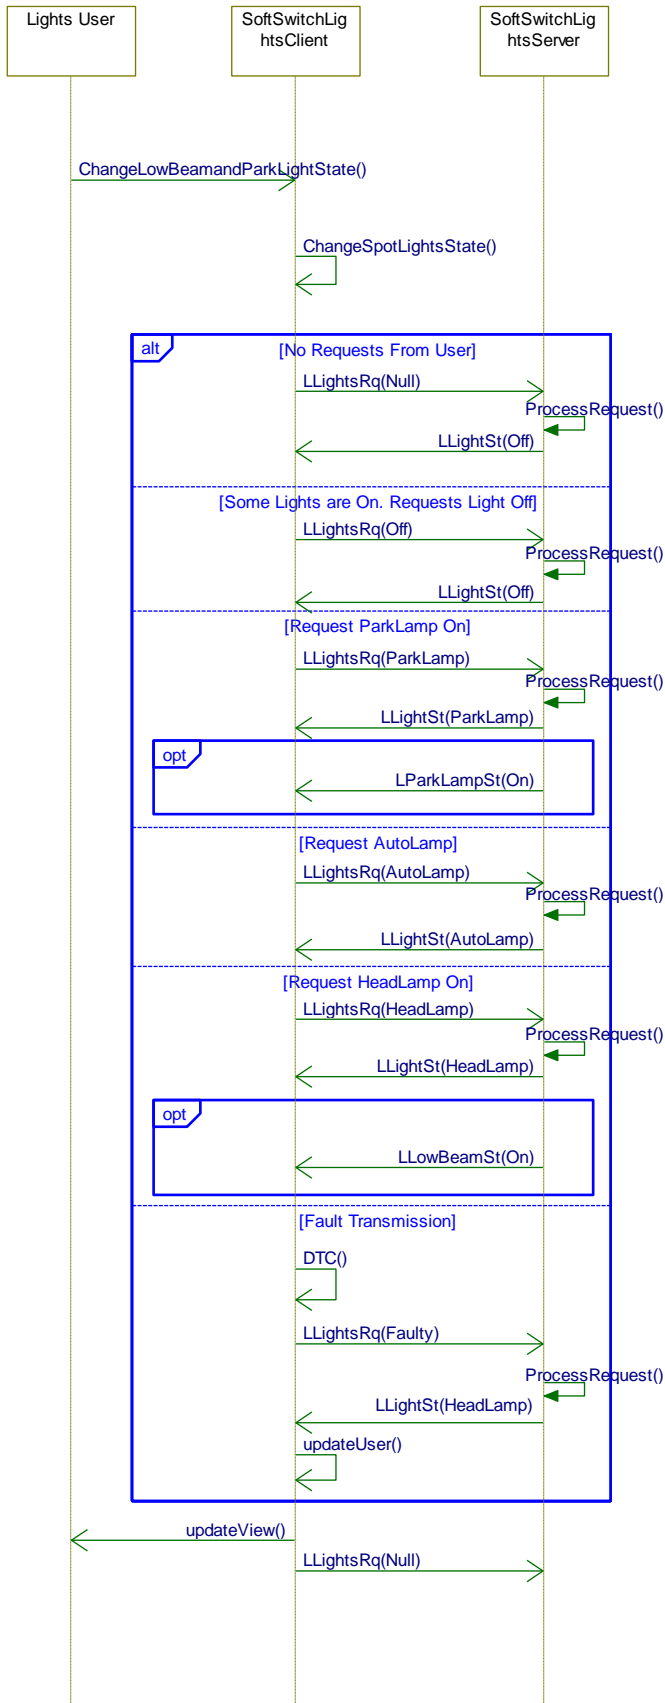 Lights User
SoftSwitchLig
htsClient
SoftSwitchLig
htsServer
ChangeLowBeamandParkLightState()
ChangeSpotLightsState()
alt
[No Requests From User]
LLightsRq(Null)
ProcessRequest()
LLightSt(Off)
[Some Lights are On. Requests Light Off]
LLightsRq(Off)
ProcessRequest()
LLightSt(Off)
[Request ParkLamp On]
LLightsRq(ParkLamp)
ProcessRequest()
LLightSt(ParkLamp)
opt
LParkLampSt(On)
[Request AutoLamp]
LLightsRq(AutoLamp)
ProcessRequest()
LLightSt(AutoLamp)
[Request HeadLamp On]
LLightsRq(HeadLamp)
ProcessRequest()
LLightSt(HeadLamp)
opt
LLowBeamSt(On)
[Fault Transmission]
DTC()
LLightsRq(Faulty)
ProcessRequest()
LLightSt(HeadLamp)
updateUser()
updateView()
LLightsRq(Null)